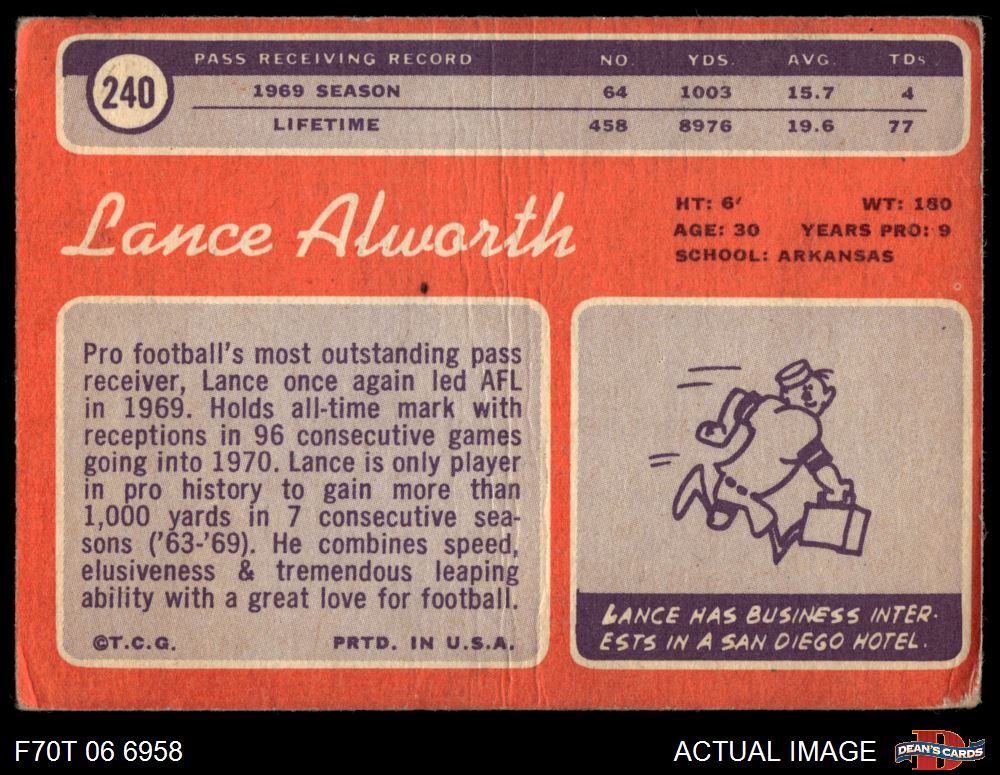 240
PASS RECEIVING RECORD NO. YDS. AVG. TDs.
1969 SEASON 64 1003 15.7 4
LIFETIME 458 8976 19.6 77
Lance Alworth
HT: 6' WT: 180
AGE: 30 YEARS PRO: 9
SCHOOL: ARKANSAS
Pro football's most outstanding pass
receiver, Lance once again led AFL
in 1969. Holds all-time mark with
receptions in 96 consecutive games
going into 1970. Lance is only player
in pro history to gain more than
1,000 yards in 7 consecutive sea-
sons ('63-'69). He combines speed,
elusiveness & tremendous leaping
ability with a great love for football.
©T.C.G. PRTD. IN U.S.A.
LANCE HAS BUSINESS INTER-
ESTS IN A SAN DIEGO HOTEL.
F70T 06 6958 ACTUAL IMAGE
D
DEAN'S CARDS